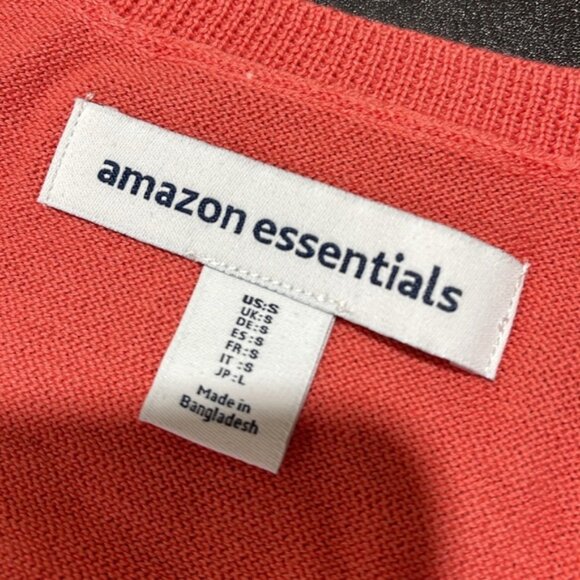 amazon essentials
US:S
UK:S
DE:S
ES:S
FR:S
IT:S
JP:L
Made in
Bangladesh